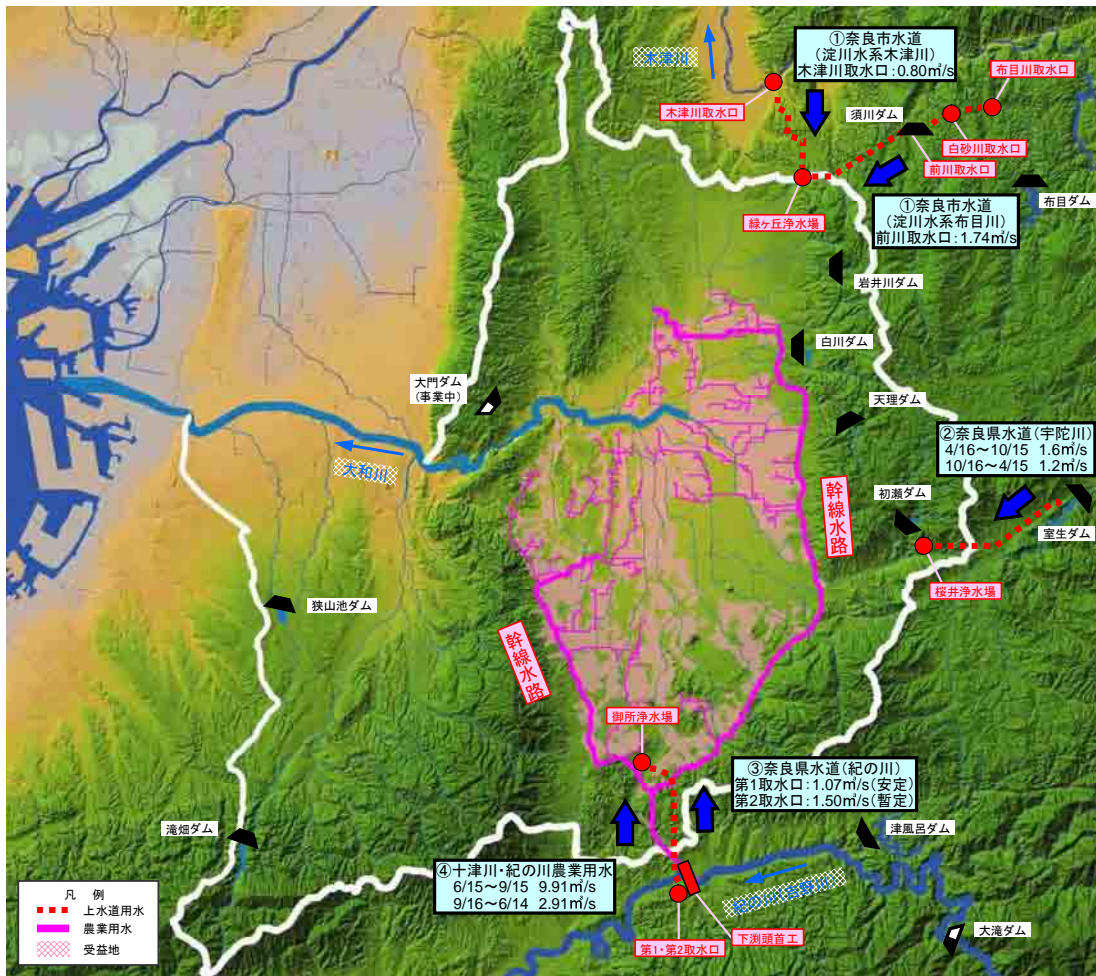 ①奈良市水道
(淀川水系木津川)
木津川取水口:0.80㎥/s
木津川
木津川取水口
布目川取水口
須川ダム
白砂川取水口
前川取水口
緑ヶ丘浄水場
①奈良市水道
(淀川水系布目川)
前川取水口:1.74㎥/s
布目ダム
岩井川ダム
白川ダム
大門ダム
(事業中)
天理ダム
大和川
②奈良県水道(宇陀川)
4/16～10/15 1.6㎥/s
10/16～4/15 1.2㎥/s
初瀬ダム
室生ダム
幹線水路
桜井浄水場
狭山池ダム
幹線水路
御所浄水場
③奈良県水道(紀の川)
第1取水口:1.07㎥/s(安定)
第2取水口:1.50㎥/s(暫定)
滝畑ダム
津風呂ダム
④十津川・紀の川農業用水
6/15～9/15 9.91㎥/s
9/16～6/14 2.91㎥/s
紀の川(吉野川)
第1・第2取水口
下渕頭首工
大滝ダム
凡 例
上水道用水
農業用水
受益地